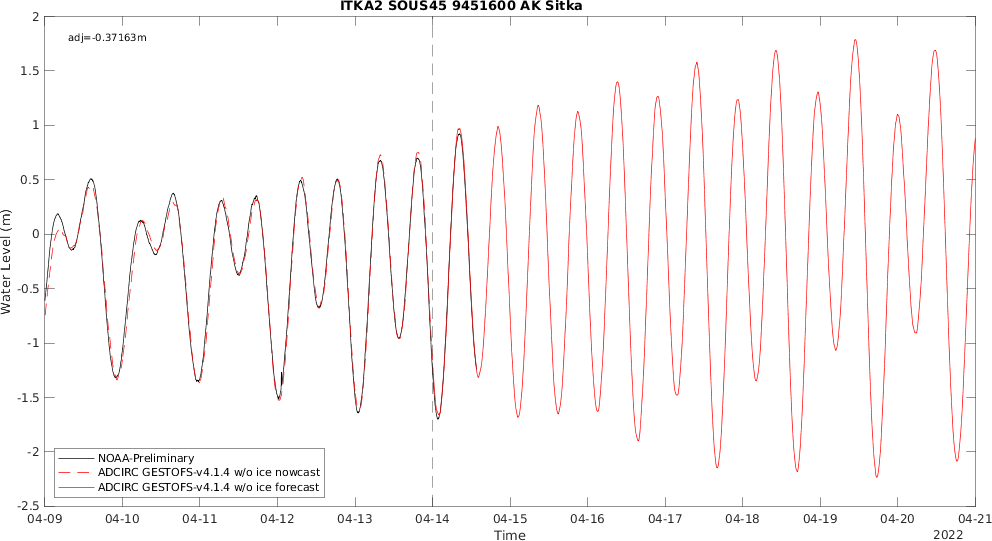 ITKA2 SOUS45 9451600 AK Sitka
adj=-0.37163m
2
1.5
1
0.5
0
-0.5
-1
-1.5
-2
-2.5
Water Level (m)
NOAA-Preliminary
ADCIRC GESTOFS-v4.1.4 w/o ice nowcast
ADCIRC GESTOFS-v4.1.4 w/o ice forecast
04-09 04-10 04-11 04-12 04-13 04-14 04-15 04-16 04-17 04-18 04-19 04-20 04-21
Time
2022